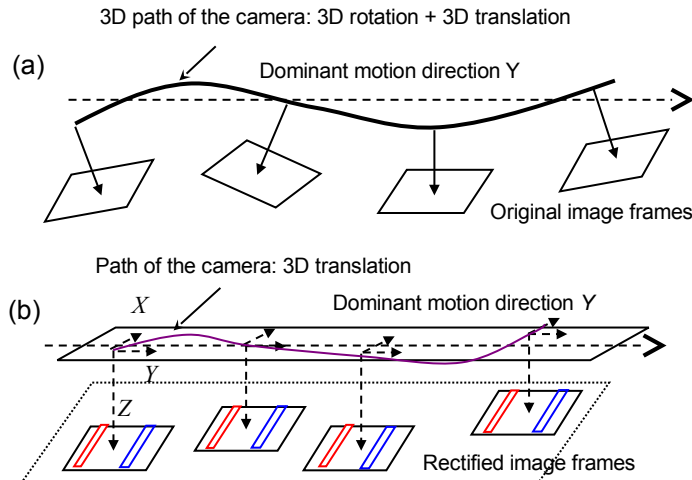 3D path of the camera: 3D rotation + 3D translation
(a)
Dominant motion direction Y
Original image frames
Path of the camera: 3D translation
(b)
X
Dominant motion direction Y
Y
Z
Rectified image frames